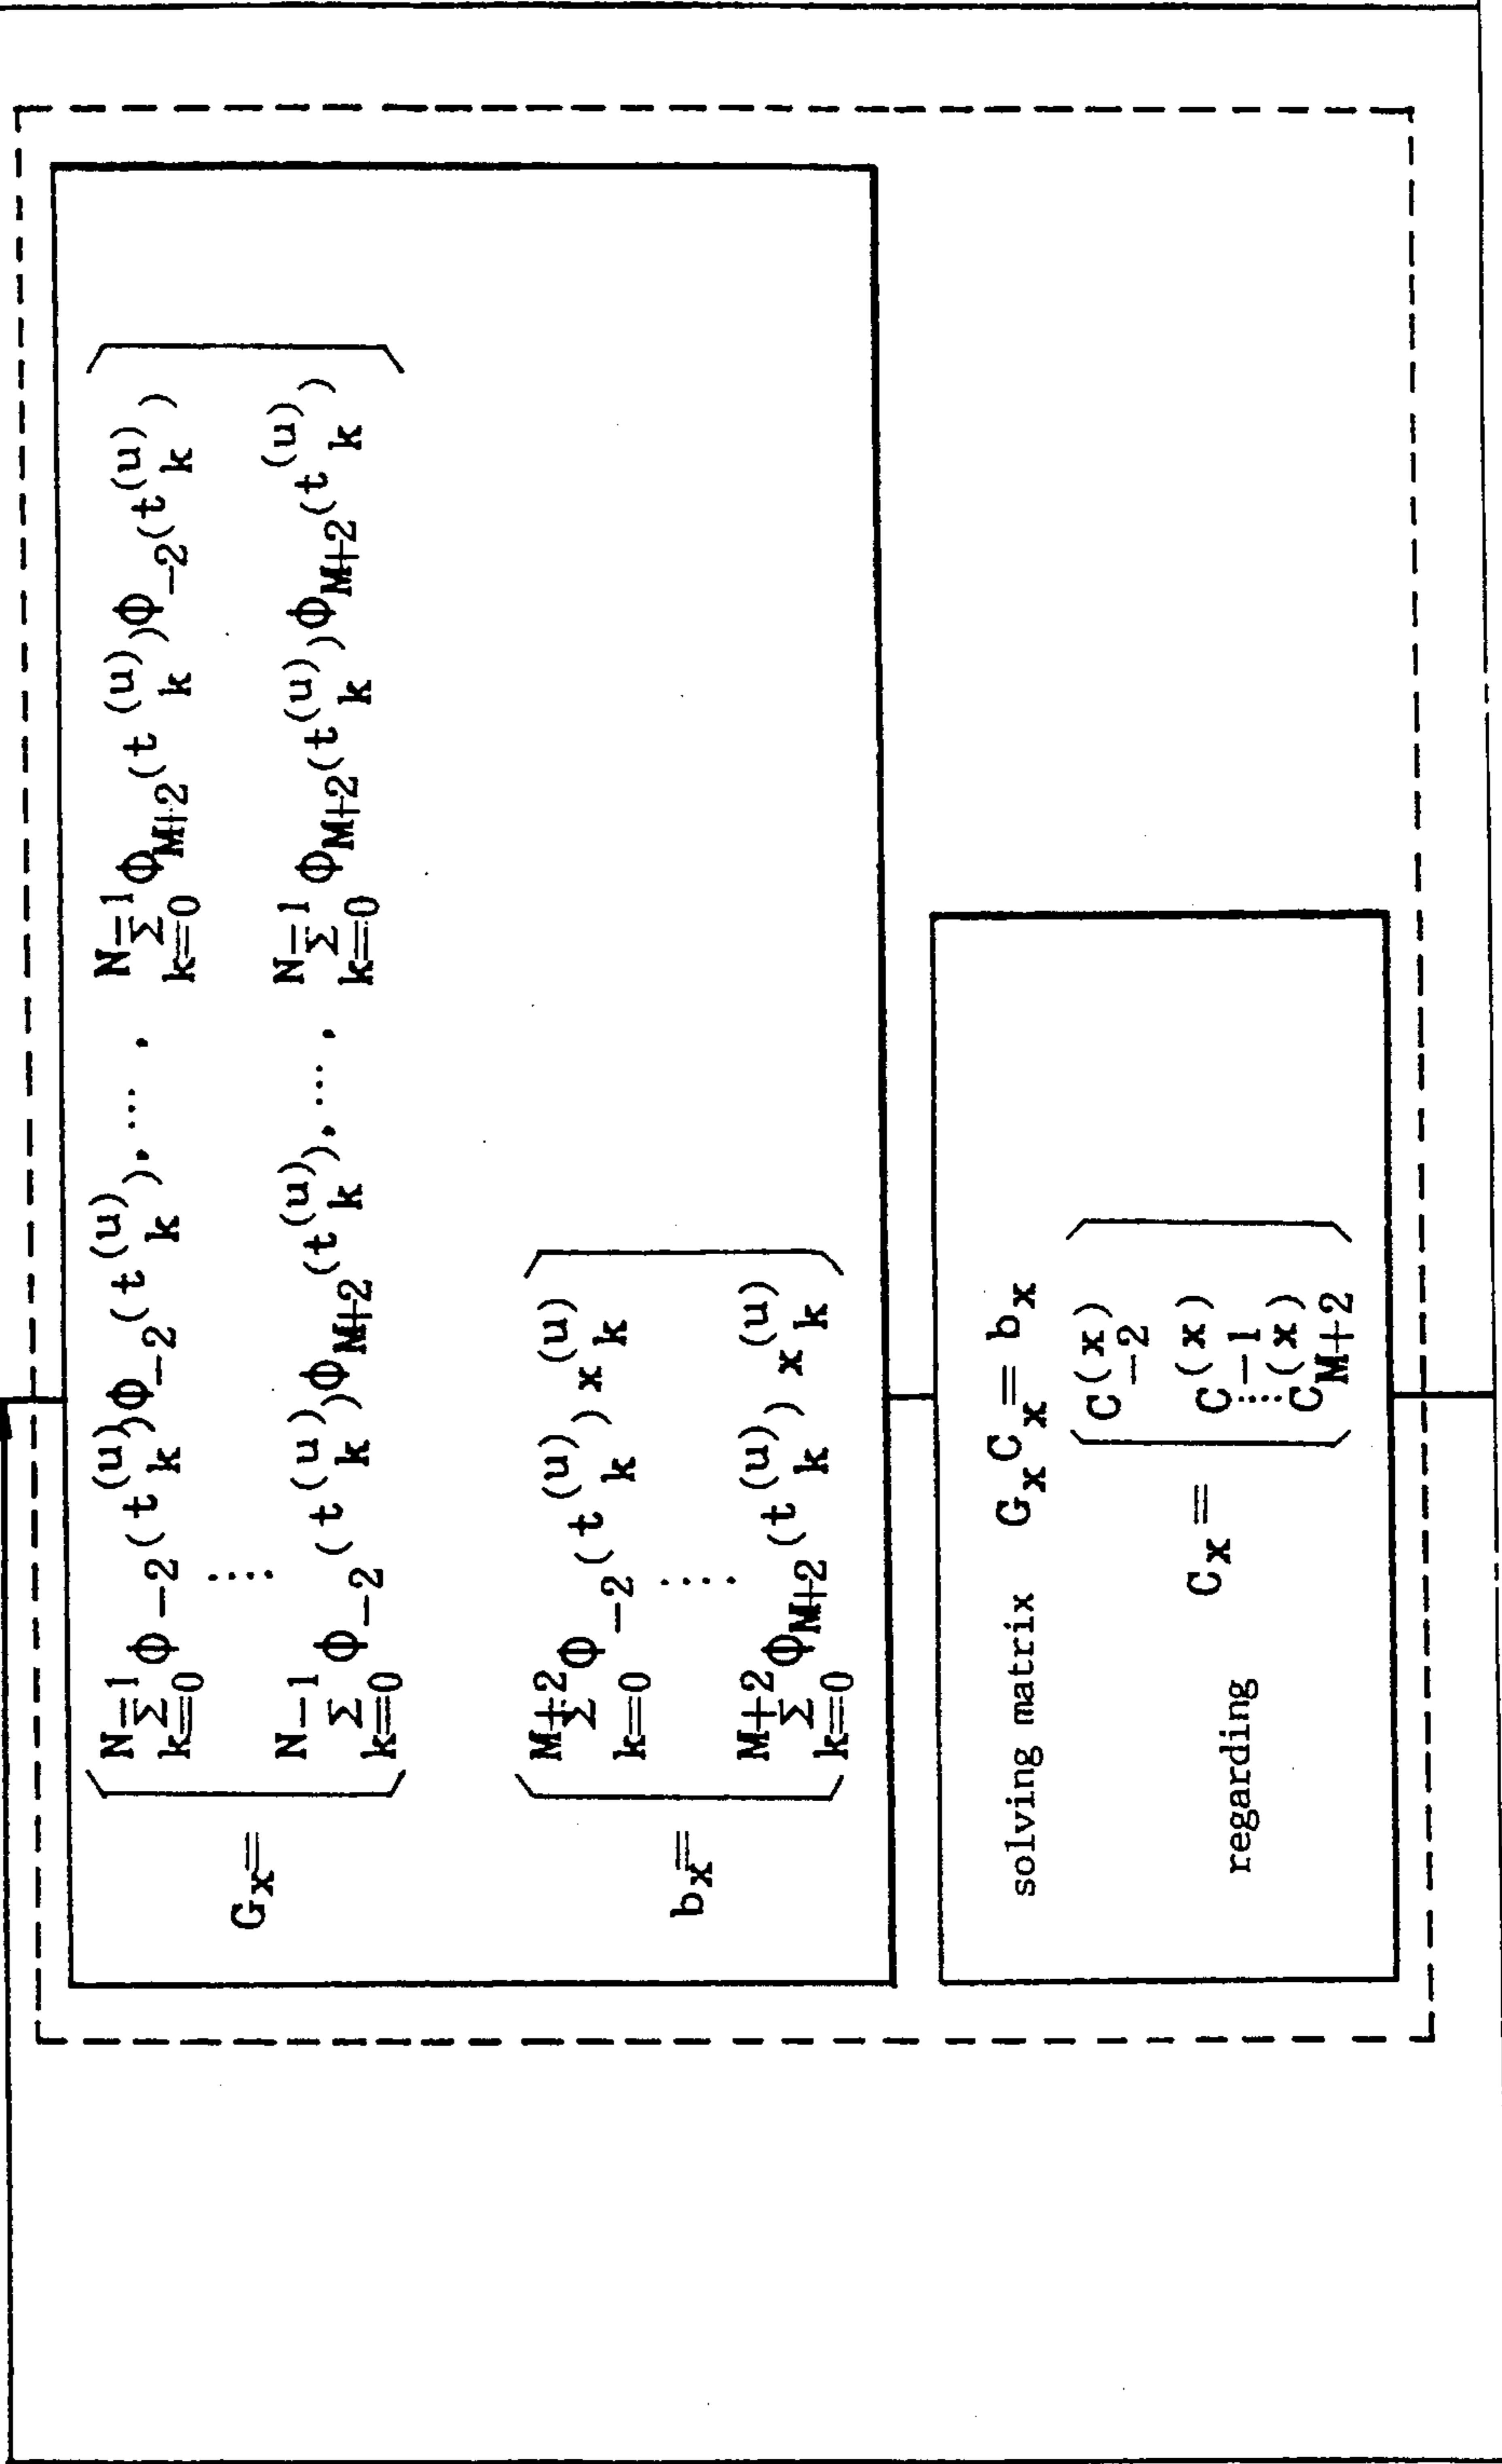 G_x = ( Σ_{k=0}^{N-1} Φ_{-2}(t_k^{(u)})Φ_{-2}(t_k^{(u)}), … , Σ_{k=0}^{N-1} Φ_{M+2}(t_k^{(u)})Φ_{-2}(t_k^{(u)})
⋮
Σ_{k=0}^{N-1} Φ_{-2}(t_k^{(u)})Φ_{M+2}(t_k^{(u)}), … , Σ_{k=0}^{N-1} Φ_{M+2}(t_k^{(u)})Φ_{M+2}(t_k^{(u)}) )
b_x = ( Σ_{k=0}^{M+2} Φ_{-2}(t_k^{(u)}) x_k^{(u)}
⋮
Σ_{k=0}^{M+2} Φ_{M+2}(t_k^{(u)}) x_k^{(u)} )
solving matrix G_x C_x = b_x
regarding C_x = ( C_{-2}^{(x)}
C_{-1}^{(x)}
⋮
C_{M+2}^{(x)} )